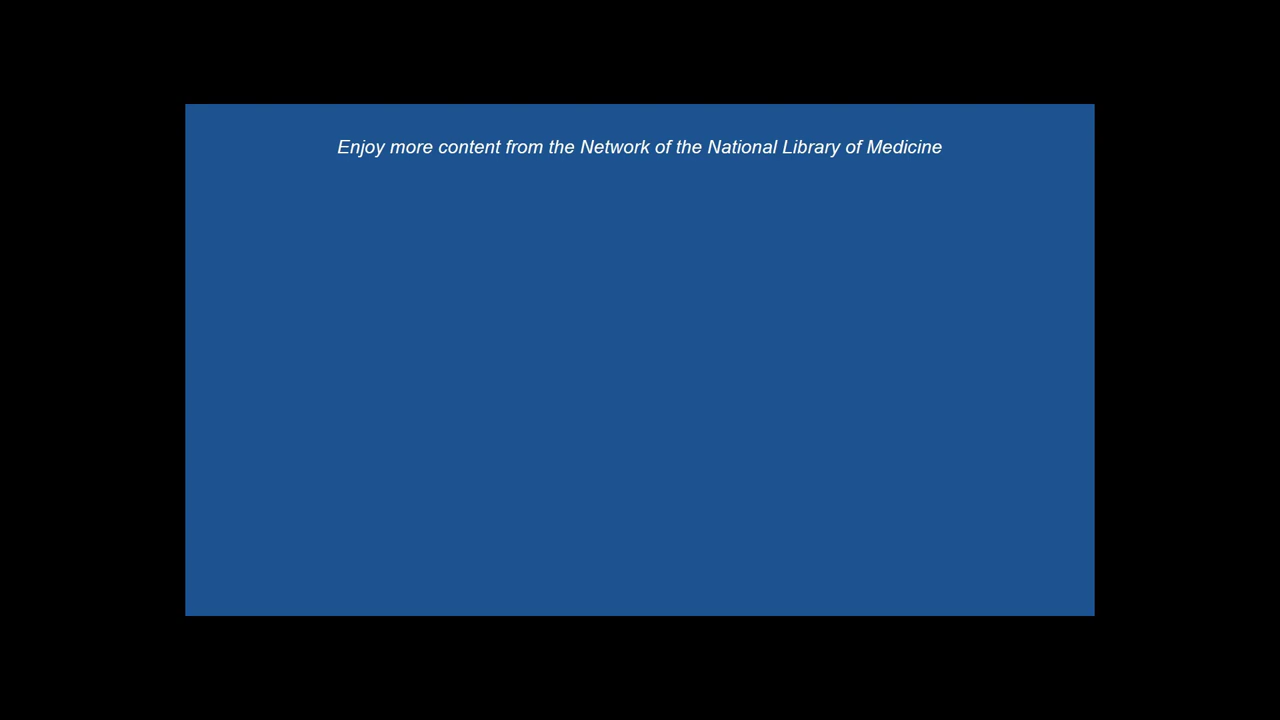 Enjoy more content from the Network of the National Library of Medicine